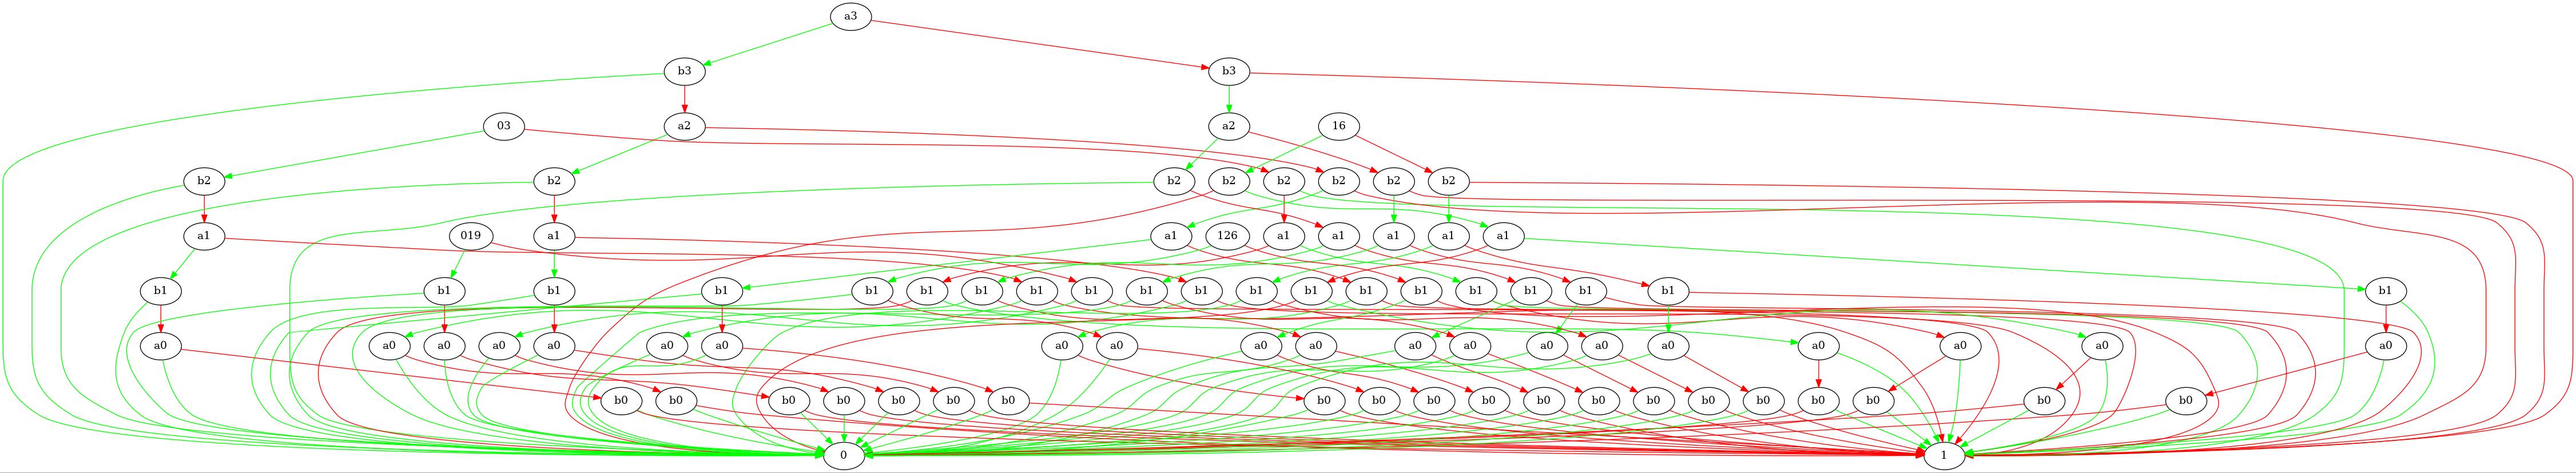 a3
b3 b3
03 a2 a2 16
b2 b2 b2 b2 b2 b2 b2 b2
a1 019 a1 a1 126 a1 a1 a1 a1 a1
b1 b1 b1 b1 b1 b1 b1 b1 b1 b1 b1 b1 b1 b1 b1 b1 b1 b1 b1 b1
a0 a0 a0 a0 a0 a0 a0 a0 a0 a0 a0 a0 a0 a0 a0 a0 a0 a0 a0 a0
b0 b0 b0 b0 b0 b0 b0 b0 b0 b0 b0 b0 b0 b0 b0 b0 b0 b0 b0 b0
0 1